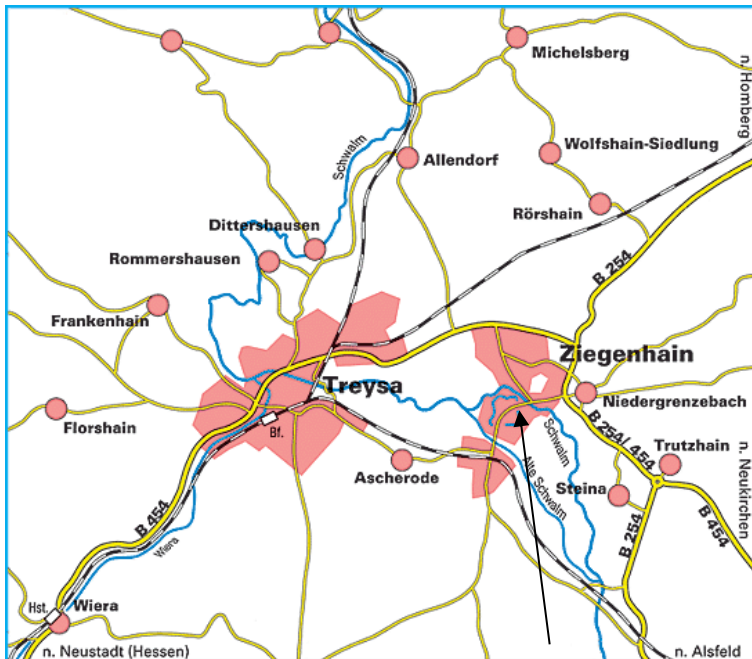 Michelsberg
n. Homberg
Wolfshain-Siedlung
Schwalm
Allendorf
Rörshain
Dittershausen
Rommershausen
B 254
Frankenhain
Ziegenhain
Treysa
Niedergrenzebach
Florshain
Bf.
Schwalm
B 254/ 454
Trutzhain
n. Neukirchen
Ascherode
Alte Schwalm
Steina
B 454
B 254
B 454
Wiera
Hst.
Wiera
n. Neustadt (Hessen)
n. Alsfeld